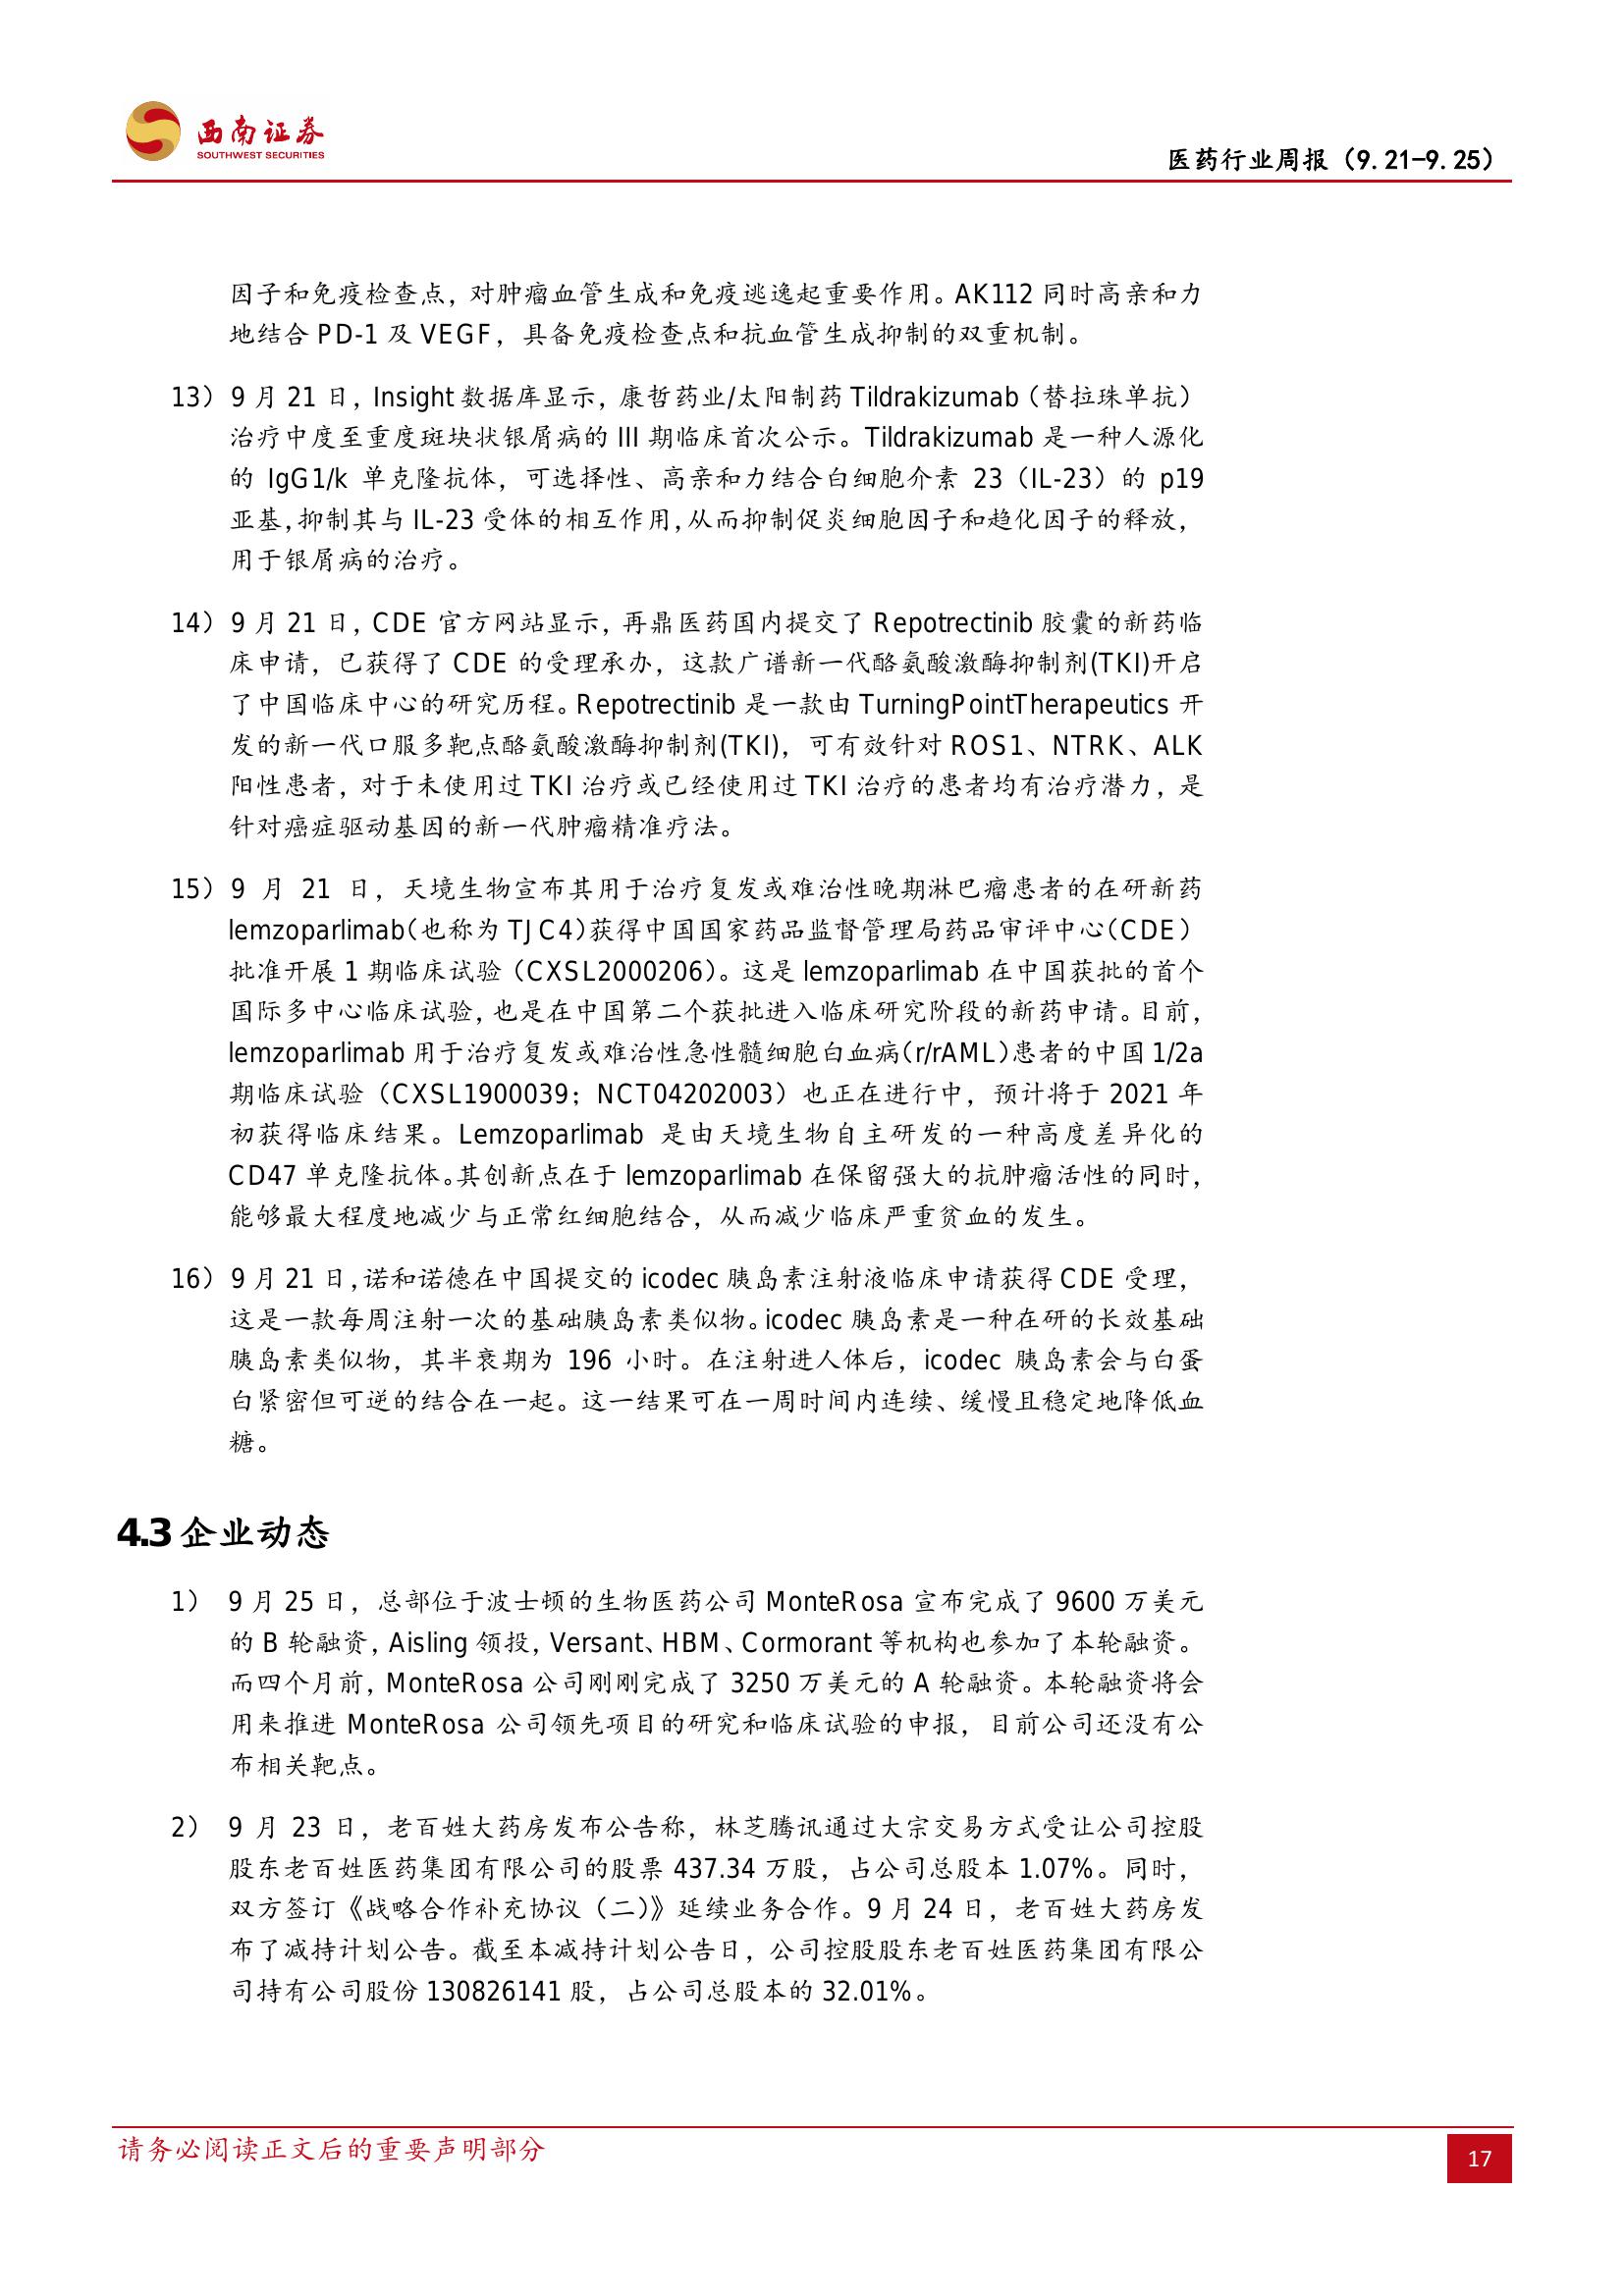 西南证券
SOUTHWEST SECURITIES
医药行业周报（9.21-9.25）
因子和免疫检查点，对肿瘤血管生成和免疫逃逸起重要作用。AK112 同时高亲和力
地结合 PD-1 及 VEGF，具备免疫检查点和抗血管生成抑制的双重机制。
13）9 月 21 日，Insight 数据库显示，康哲药业/太阳制药 Tildrakizumab（替拉珠单抗）
治疗中度至重度斑块状银屑病的 III 期临床首次公示。Tildrakizumab 是一种人源化
的 IgG1/k 单克隆抗体，可选择性、高亲和力结合白细胞介素 23（IL-23）的 p19
亚基，抑制其与 IL-23 受体的相互作用，从而抑制促炎细胞因子和趋化因子的释放，
用于银屑病的治疗。
14）9 月 21 日，CDE 官方网站显示，再鼎医药国内提交了 Repotrectinib 胶囊的新药临
床申请，已获得了 CDE 的受理承办，这款广谱新一代酪氨酸激酶抑制剂(TKI)开启
了中国临床中心的研究历程。Repotrectinib 是一款由 TurningPointTherapeutics 开
发的新一代口服多靶点酪氨酸激酶抑制剂(TKI)，可有效针对 ROS1、NTRK、ALK
阳性患者，对于未使用过 TKI 治疗或已经使用过 TKI 治疗的患者均有治疗潜力，是
针对癌症驱动基因的新一代肿瘤精准疗法。
15）9 月 21 日，天境生物宣布其用于治疗复发或难治性晚期淋巴瘤患者的在研新药
lemzoparlimab（也称为 TJC4）获得中国国家药品监督管理局药品审评中心（CDE）
批准开展 1 期临床试验（CXSL2000206）。这是 lemzoparlimab 在中国获批的首个
国际多中心临床试验，也是在中国第二个获批进入临床研究阶段的新药申请。目前，
lemzoparlimab 用于治疗复发或难治性急性髓细胞白血病（r/rAML）患者的中国 1/2a
期临床试验（CXSL1900039；NCT04202003）也正在进行中，预计将于 2021 年
初获得临床结果。Lemzoparlimab 是由天境生物自主研发的一种高度差异化的
CD47 单克隆抗体。其创新点在于 lemzoparlimab 在保留强大的抗肿瘤活性的同时，
能够最大程度地减少与正常红细胞结合，从而减少临床严重贫血的发生。
16）9 月 21 日，诺和诺德在中国提交的 icodec 胰岛素注射液临床申请获得 CDE 受理，
这是一款每周注射一次的基础胰岛素类似物。icodec 胰岛素是一种在研的长效基础
胰岛素类似物，其半衰期为 196 小时。在注射进人体后，icodec 胰岛素会与白蛋
白紧密但可逆的结合在一起。这一结果可在一周时间内连续、缓慢且稳定地降低血
糖。
4.3 企业动态
1） 9 月 25 日，总部位于波士顿的生物医药公司 MonteRosa 宣布完成了 9600 万美元
的 B 轮融资，Aisling 领投，Versant、HBM、Cormorant 等机构也参加了本轮融资。
而四个月前，MonteRosa 公司刚刚完成了 3250 万美元的 A 轮融资。本轮融资将会
用来推进 MonteRosa 公司领先项目的研究和临床试验的申报，目前公司还没有公
布相关靶点。
2） 9 月 23 日，老百姓大药房发布公告称，林芝腾讯通过大宗交易方式受让公司控股
股东老百姓医药集团有限公司的股票 437.34 万股，占公司总股本 1.07%。同时，
双方签订《战略合作补充协议（二）》延续业务合作。9 月 24 日，老百姓大药房发
布了减持计划公告。截至本减持计划公告日，公司控股股东老百姓医药集团有限公
司持有公司股份 130826141 股，占公司总股本的 32.01%。
请务必阅读正文后的重要声明部分
17